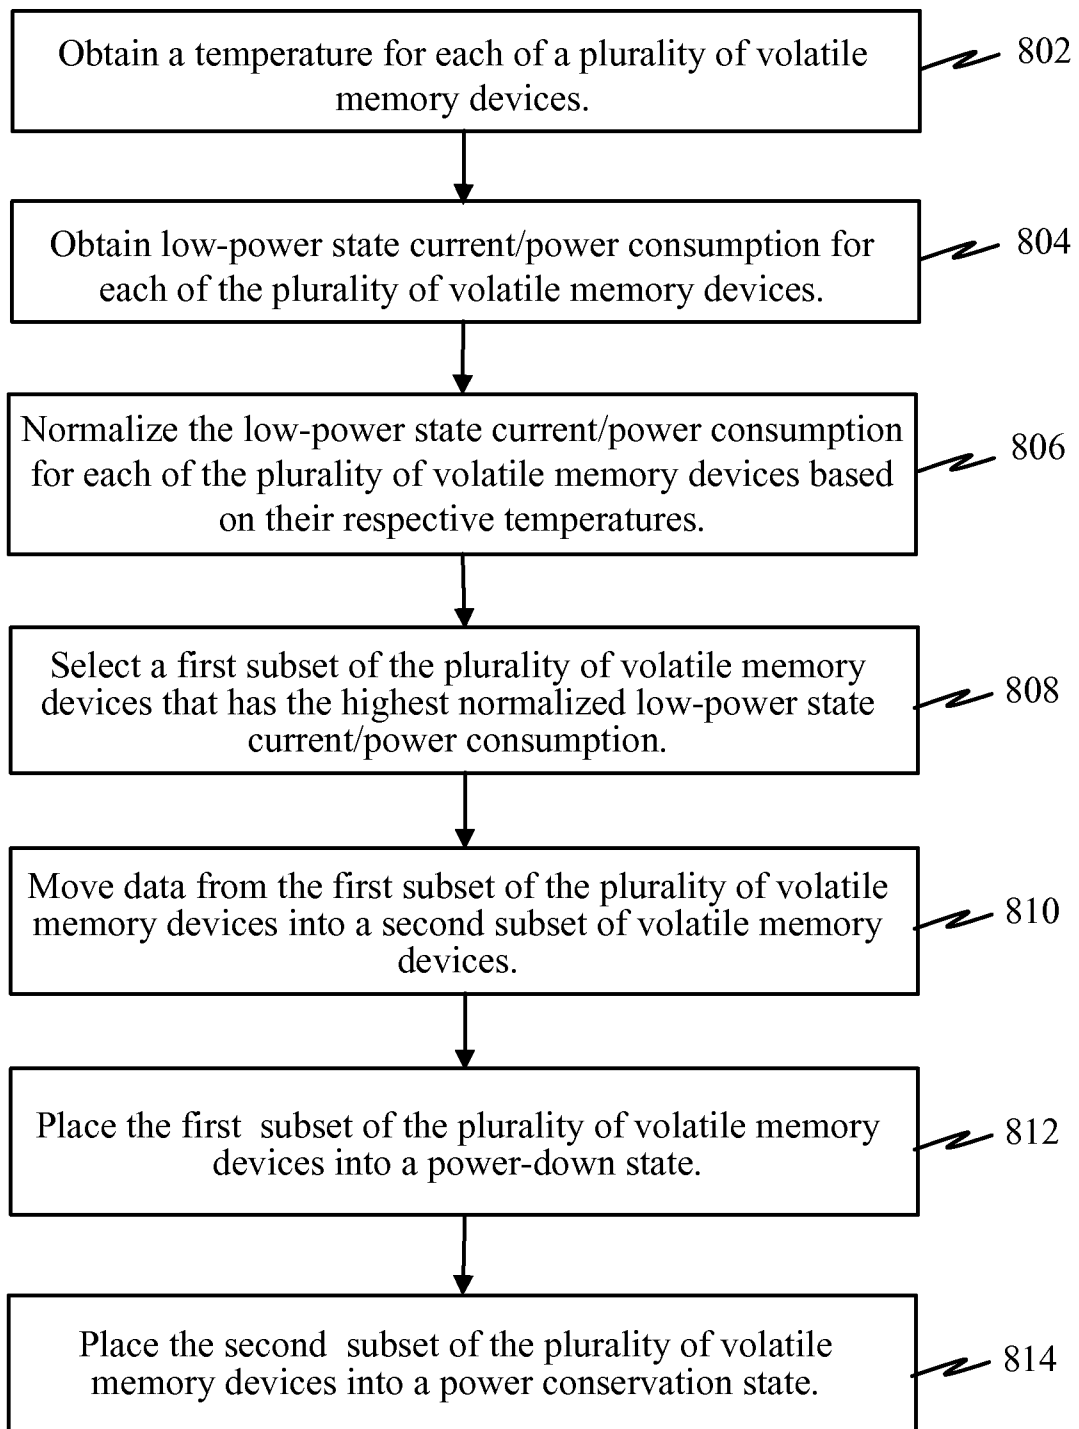 Obtain a temperature for each of a plurality of volatile
memory devices.
802
Obtain low-power state current/power consumption for
each of the plurality of volatile memory devices.
804
Normalize the low-power state current/power consumption
for each of the plurality of volatile memory devices based
on their respective temperatures.
806
Select a first subset of the plurality of volatile memory
devices that has the highest normalized low-power state
current/power consumption.
808
Move data from the first subset of the plurality of volatile
memory devices into a second subset of volatile memory
devices.
810
Place the first subset of the plurality of volatile memory
devices into a power-down state.
812
Place the second subset of the plurality of volatile
memory devices into a power conservation state.
814